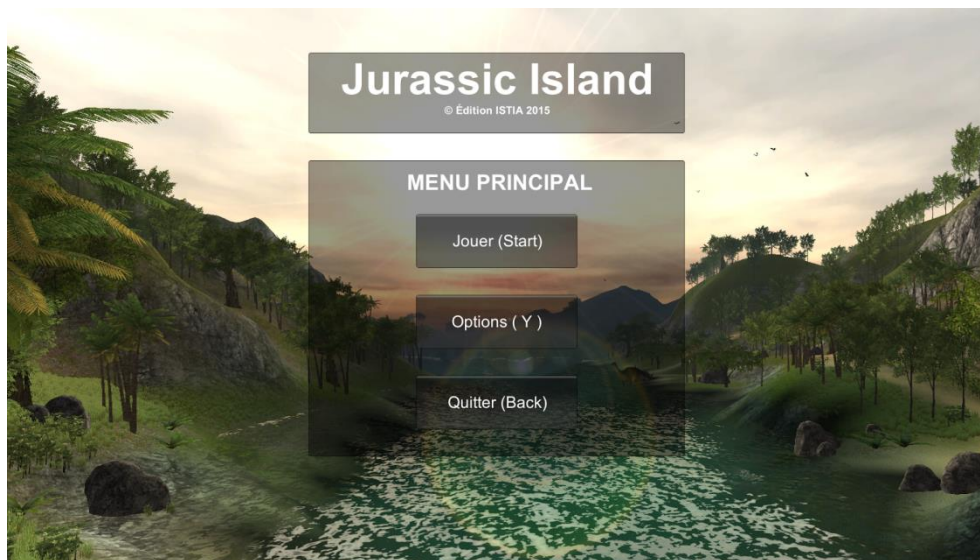 Jurassic Island
© Édition ISTIA 2015
MENU PRINCIPAL
Jouer (Start)
Options ( Y )
Quitter (Back)